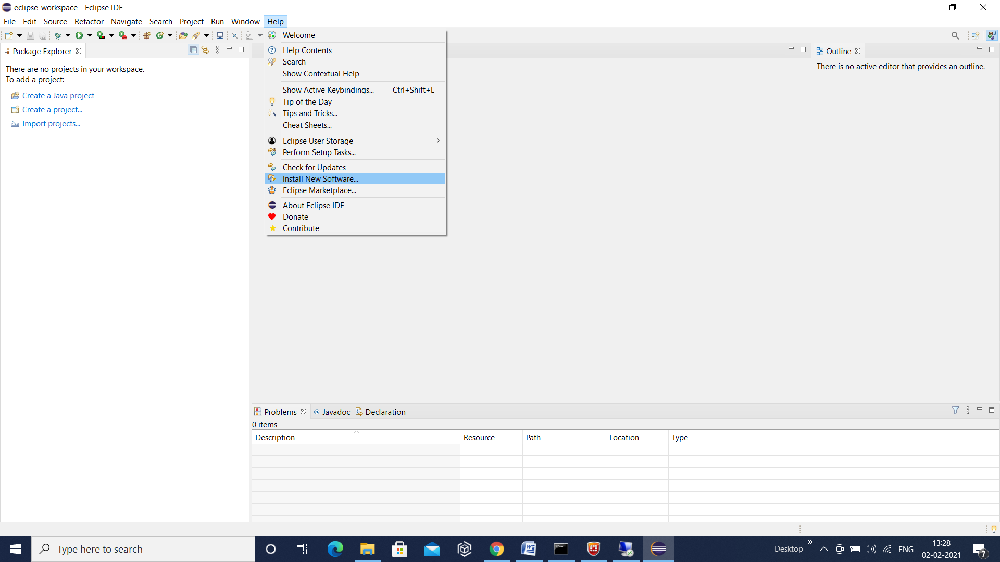 eclipse-workspace - Eclipse IDE
File Edit Source Refactor Navigate Search Project Run Window Help
Package Explorer
There are no projects in your workspace.
To add a project:
Create a Java project
Create a project...
Import projects...
Welcome
Help Contents
Search
Show Contextual Help
Show Active Keybindings... Ctrl+Shift+L
Tip of the Day
Tips and Tricks...
Cheat Sheets...
Eclipse User Storage
Perform Setup Tasks...
Check for Updates
Install New Software...
Eclipse Marketplace...
About Eclipse IDE
Donate
Contribute
Outline
There is no active editor that provides an outline.
Problems @ Javadoc Declaration
0 items
Description Resource Path Location Type
Type here to search
Desktop
ENG
13:28
02-02-2021
7